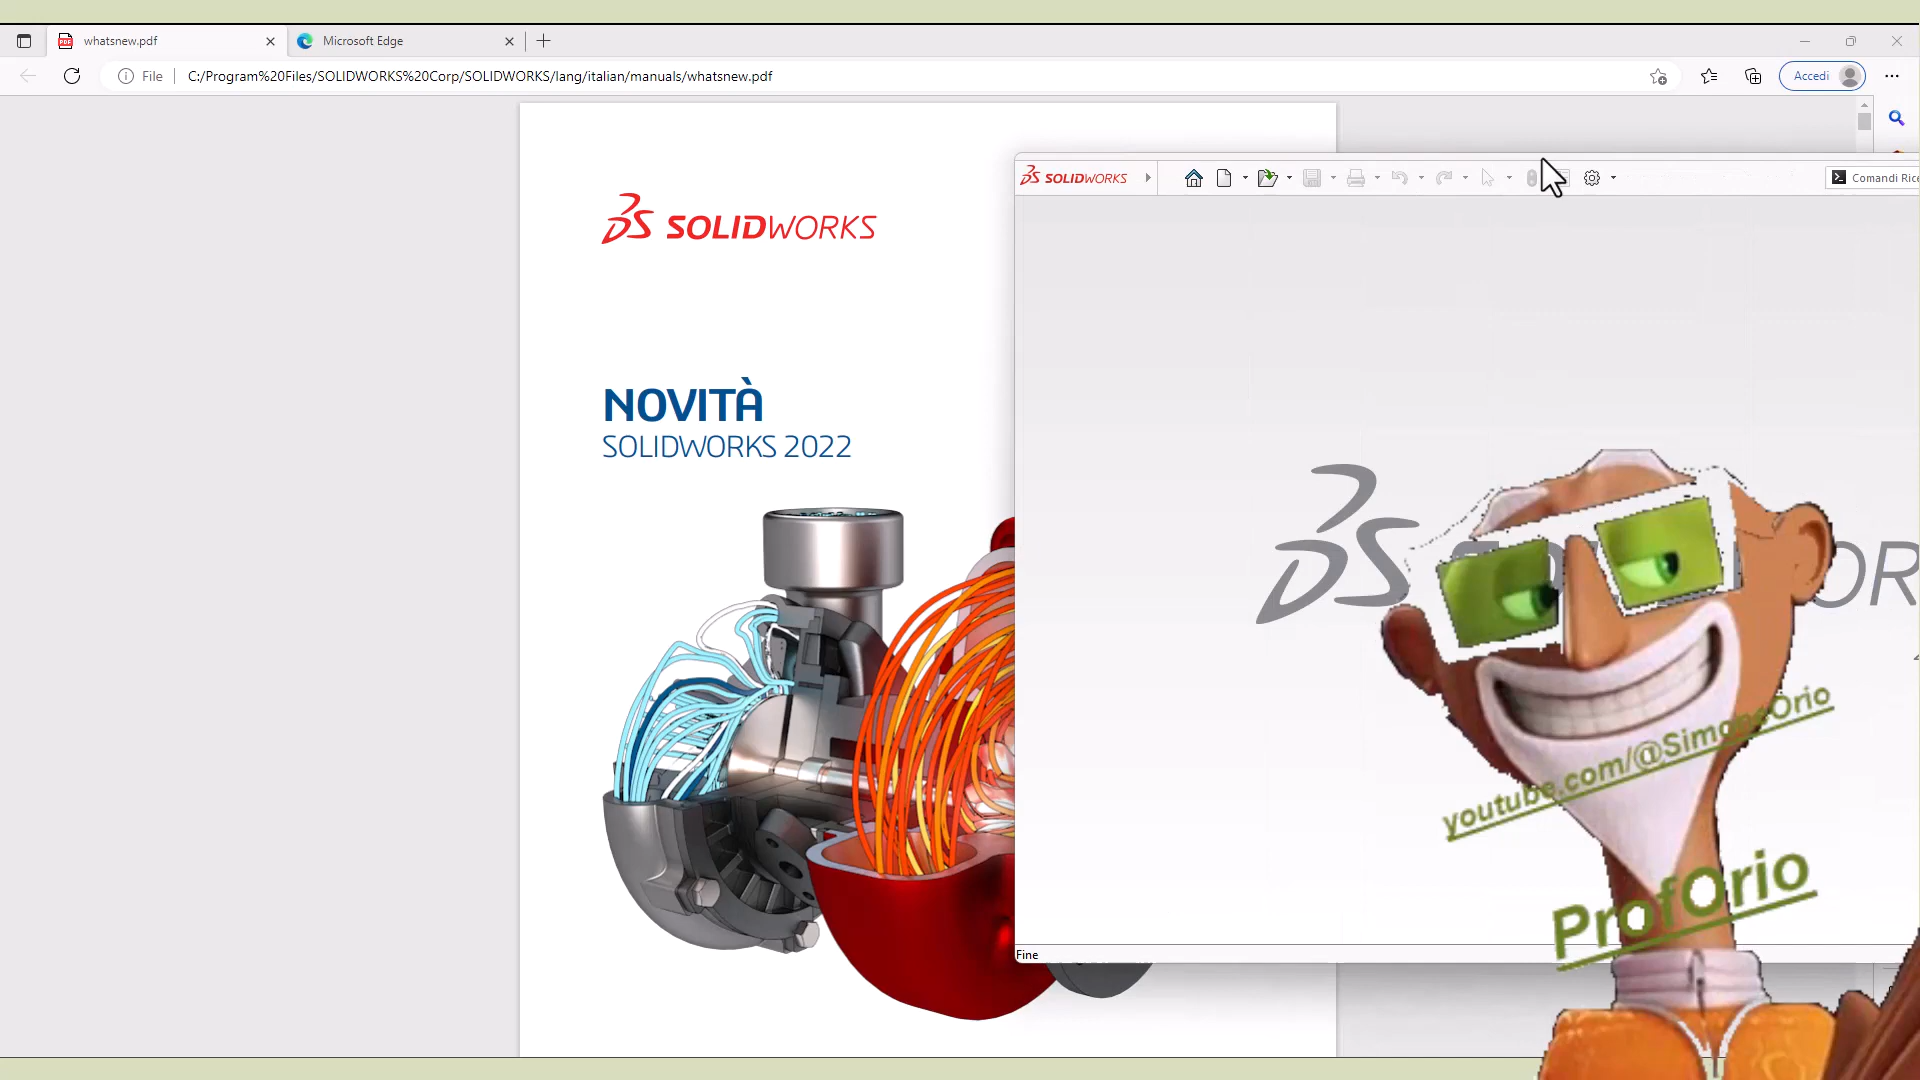 whatsnew.pdf
Microsoft Edge
File
C:/Program%20Files/SOLIDWORKS%20Corp/SOLIDWORKS/lang/italian/manuals/whatsnew.pdf
Accedi
SOLIDWORKS
Comandi Rice
SOLIDWORKS
NOVITÀ
SOLIDWORKS 2022
youtube.com/@SimoneOrio
ProfOrio
Fine